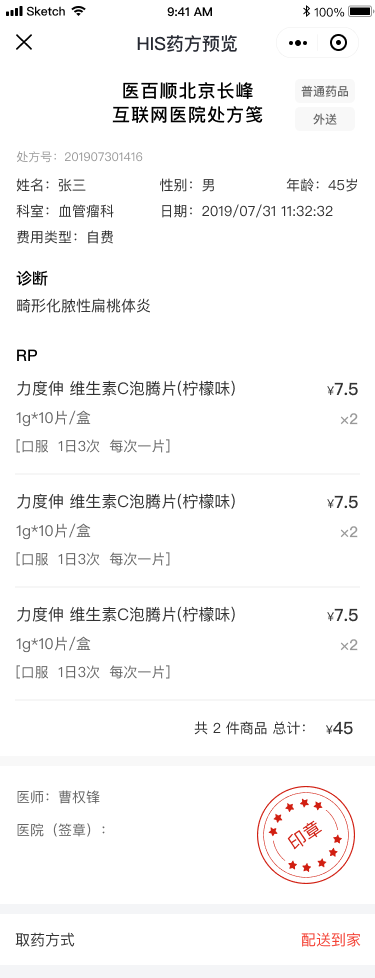 Sketch 9:41 AM 100%
HIS药方预览
医百顺北京长峰
互联网医院处方笺
普通药品
外送
处方号：201907301416
姓名：张三 性别：男 年龄：45岁
科室：血管瘤科 日期：2019/07/31 11:32:32
费用类型：自费
诊断
畸形化脓性扁桃体炎
RP
力度伸 维生素C泡腾片(柠檬味) ¥7.5
1g*10片/盒 ×2
[口服 1日3次 每次一片]
力度伸 维生素C泡腾片(柠檬味) ¥7.5
1g*10片/盒 ×2
[口服 1日3次 每次一片]
力度伸 维生素C泡腾片(柠檬味) ¥7.5
1g*10片/盒 ×2
[口服 1日3次 每次一片]
共 2 件商品 总计： ¥45
医师：曹权锋
医院（签章）：
印章
取药方式 配送到家